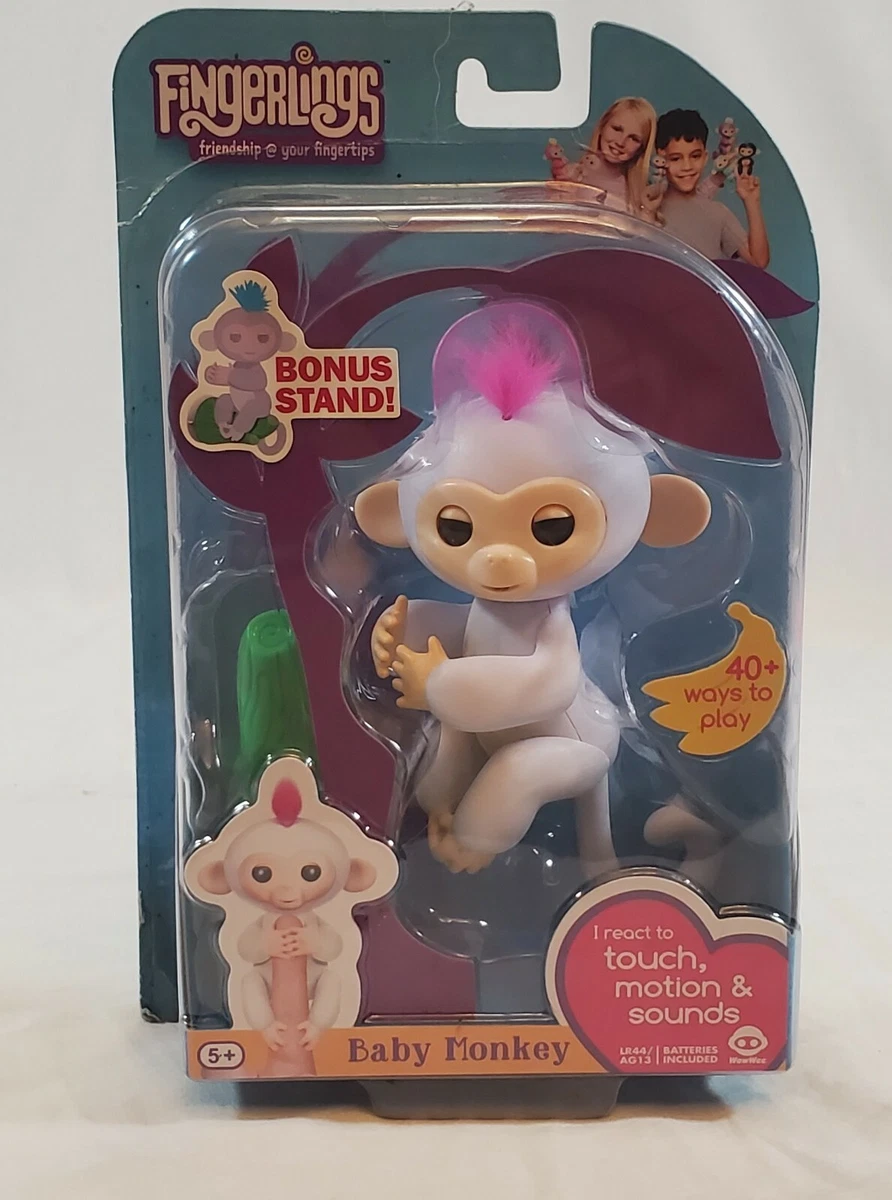 FiNGeRLiNgs™
friendship @ your fingertips
BONUS
STAND!
40+
ways to
play
I react to
touch,
motion &
sounds
LR44/
AG13
BATTERIES
INCLUDED
WowWee
5+
Baby Monkey